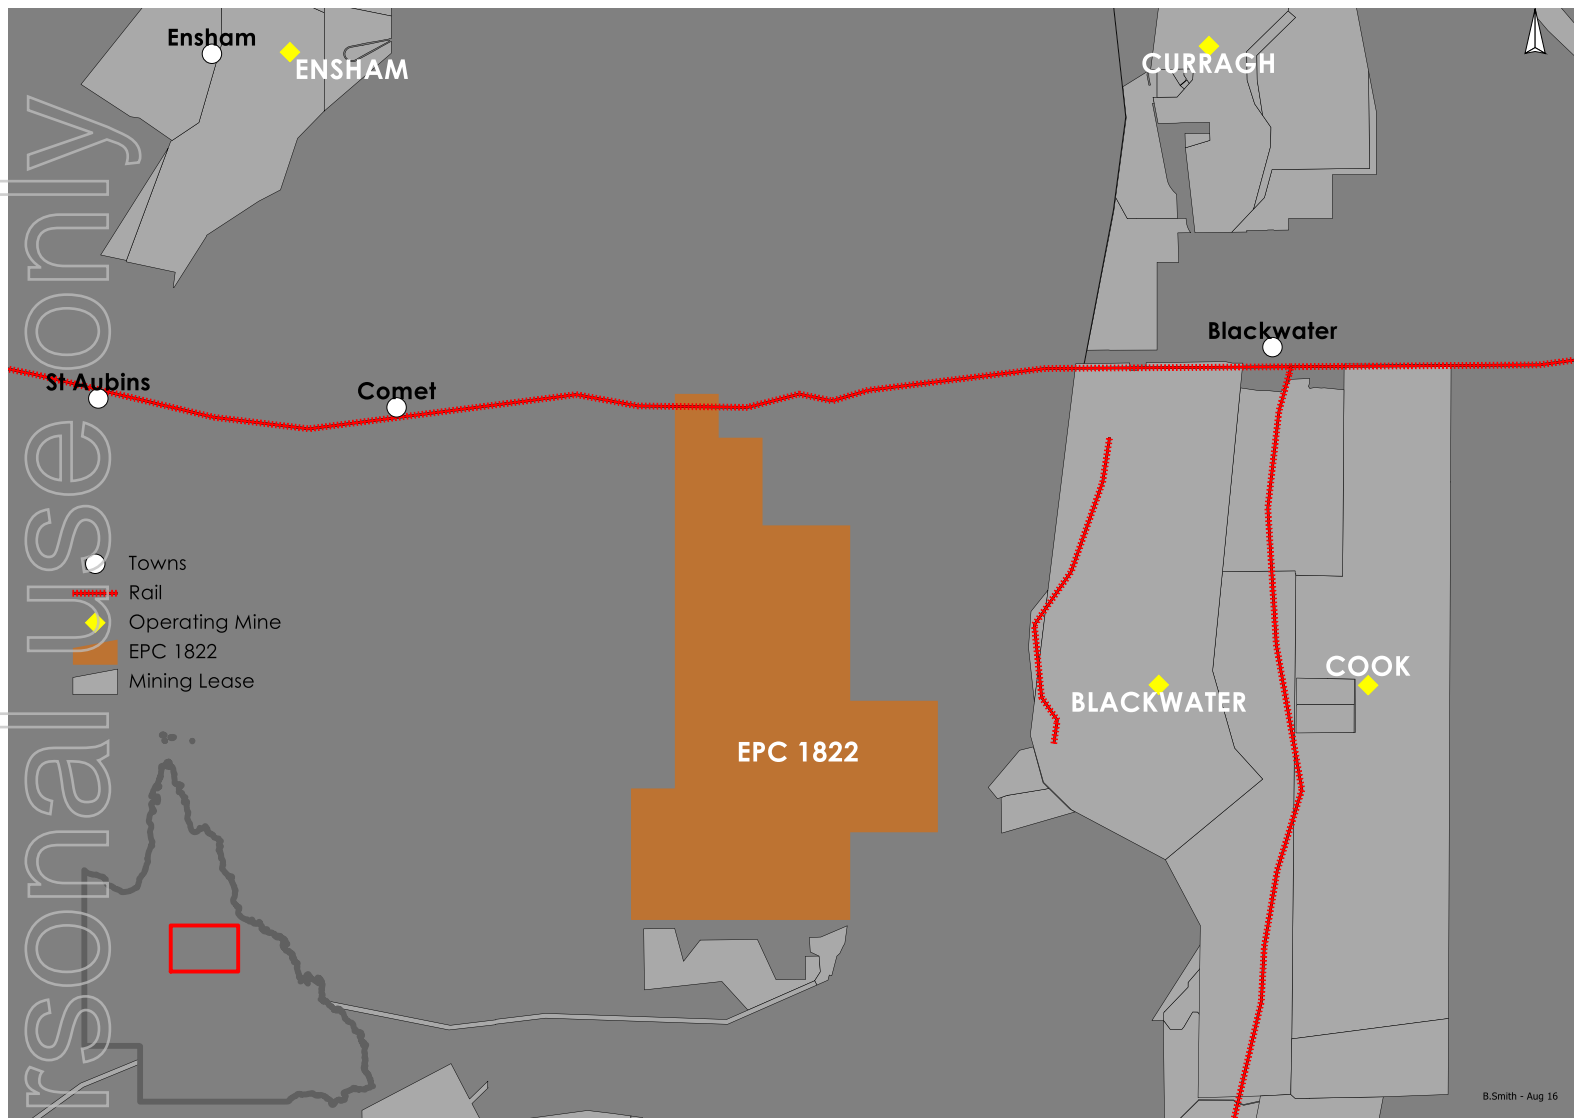 Ensham
ENSHAM
CURRAGH
Blackwater
St Aubins
Comet
Towns
Rail
Operating Mine
EPC 1822
Mining Lease
COOK
BLACKWATER
EPC 1822
rsonal use only
B.Smith - Aug 16